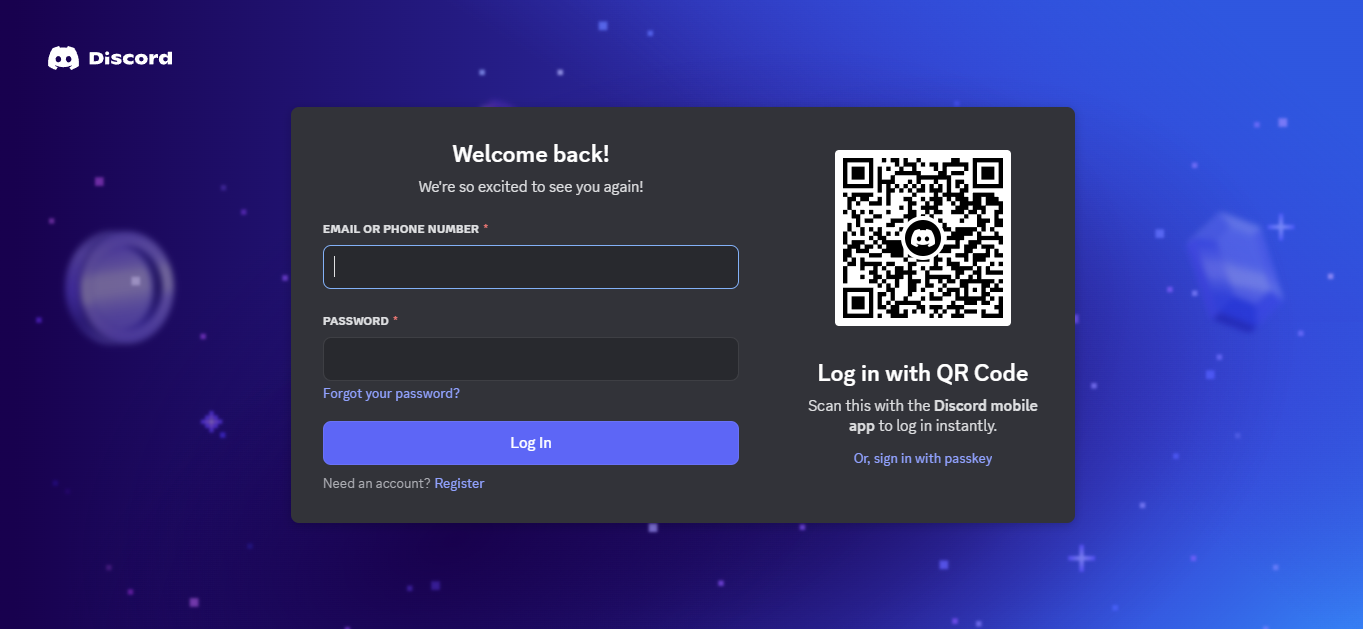 Discord
Welcome back!
We're so excited to see you again!
EMAIL OR PHONE NUMBER *
PASSWORD *
Forgot your password?
Log In
Need an account? Register
Log in with QR Code
Scan this with the Discord mobile
app to log in instantly.
Or, sign in with passkey